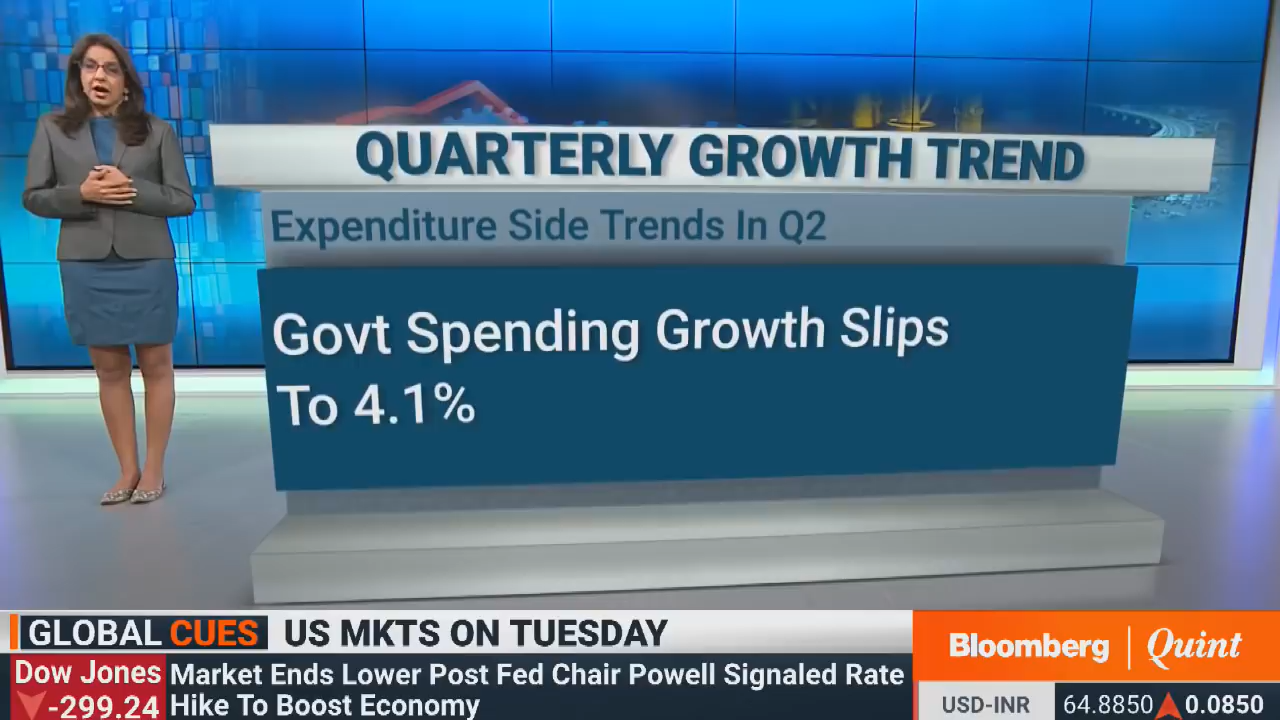 QUARTERLY GROWTH TREND
Expenditure Side Trends In Q2
Govt Spending Growth Slips
To 4.1%
GLOBAL CUES US MKTS ON TUESDAY
Dow Jones
-299.24
Market Ends Lower Post Fed Chair Powell Signaled Rate
Hike To Boost Economy
Bloomberg | Quint
USD-INR 64.8850 0.0850